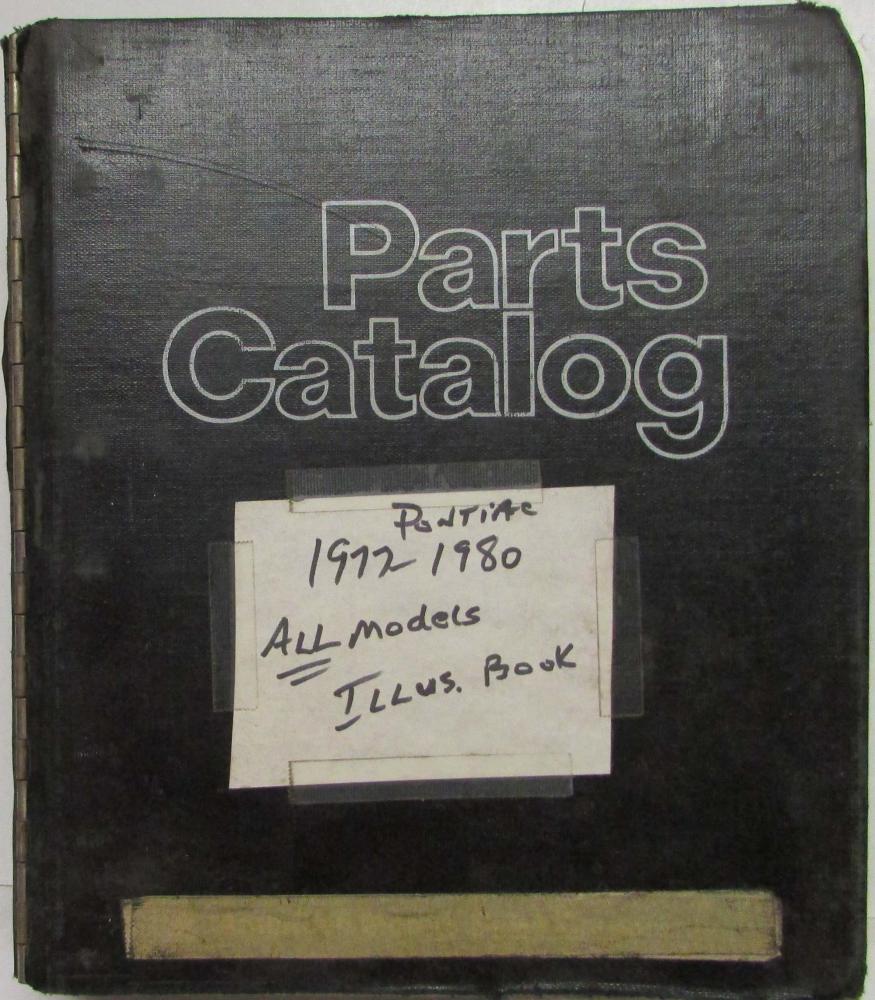 Parts
Catalog
PONTIAC
1972-1980
ALL Models
ILLUS. BOOK